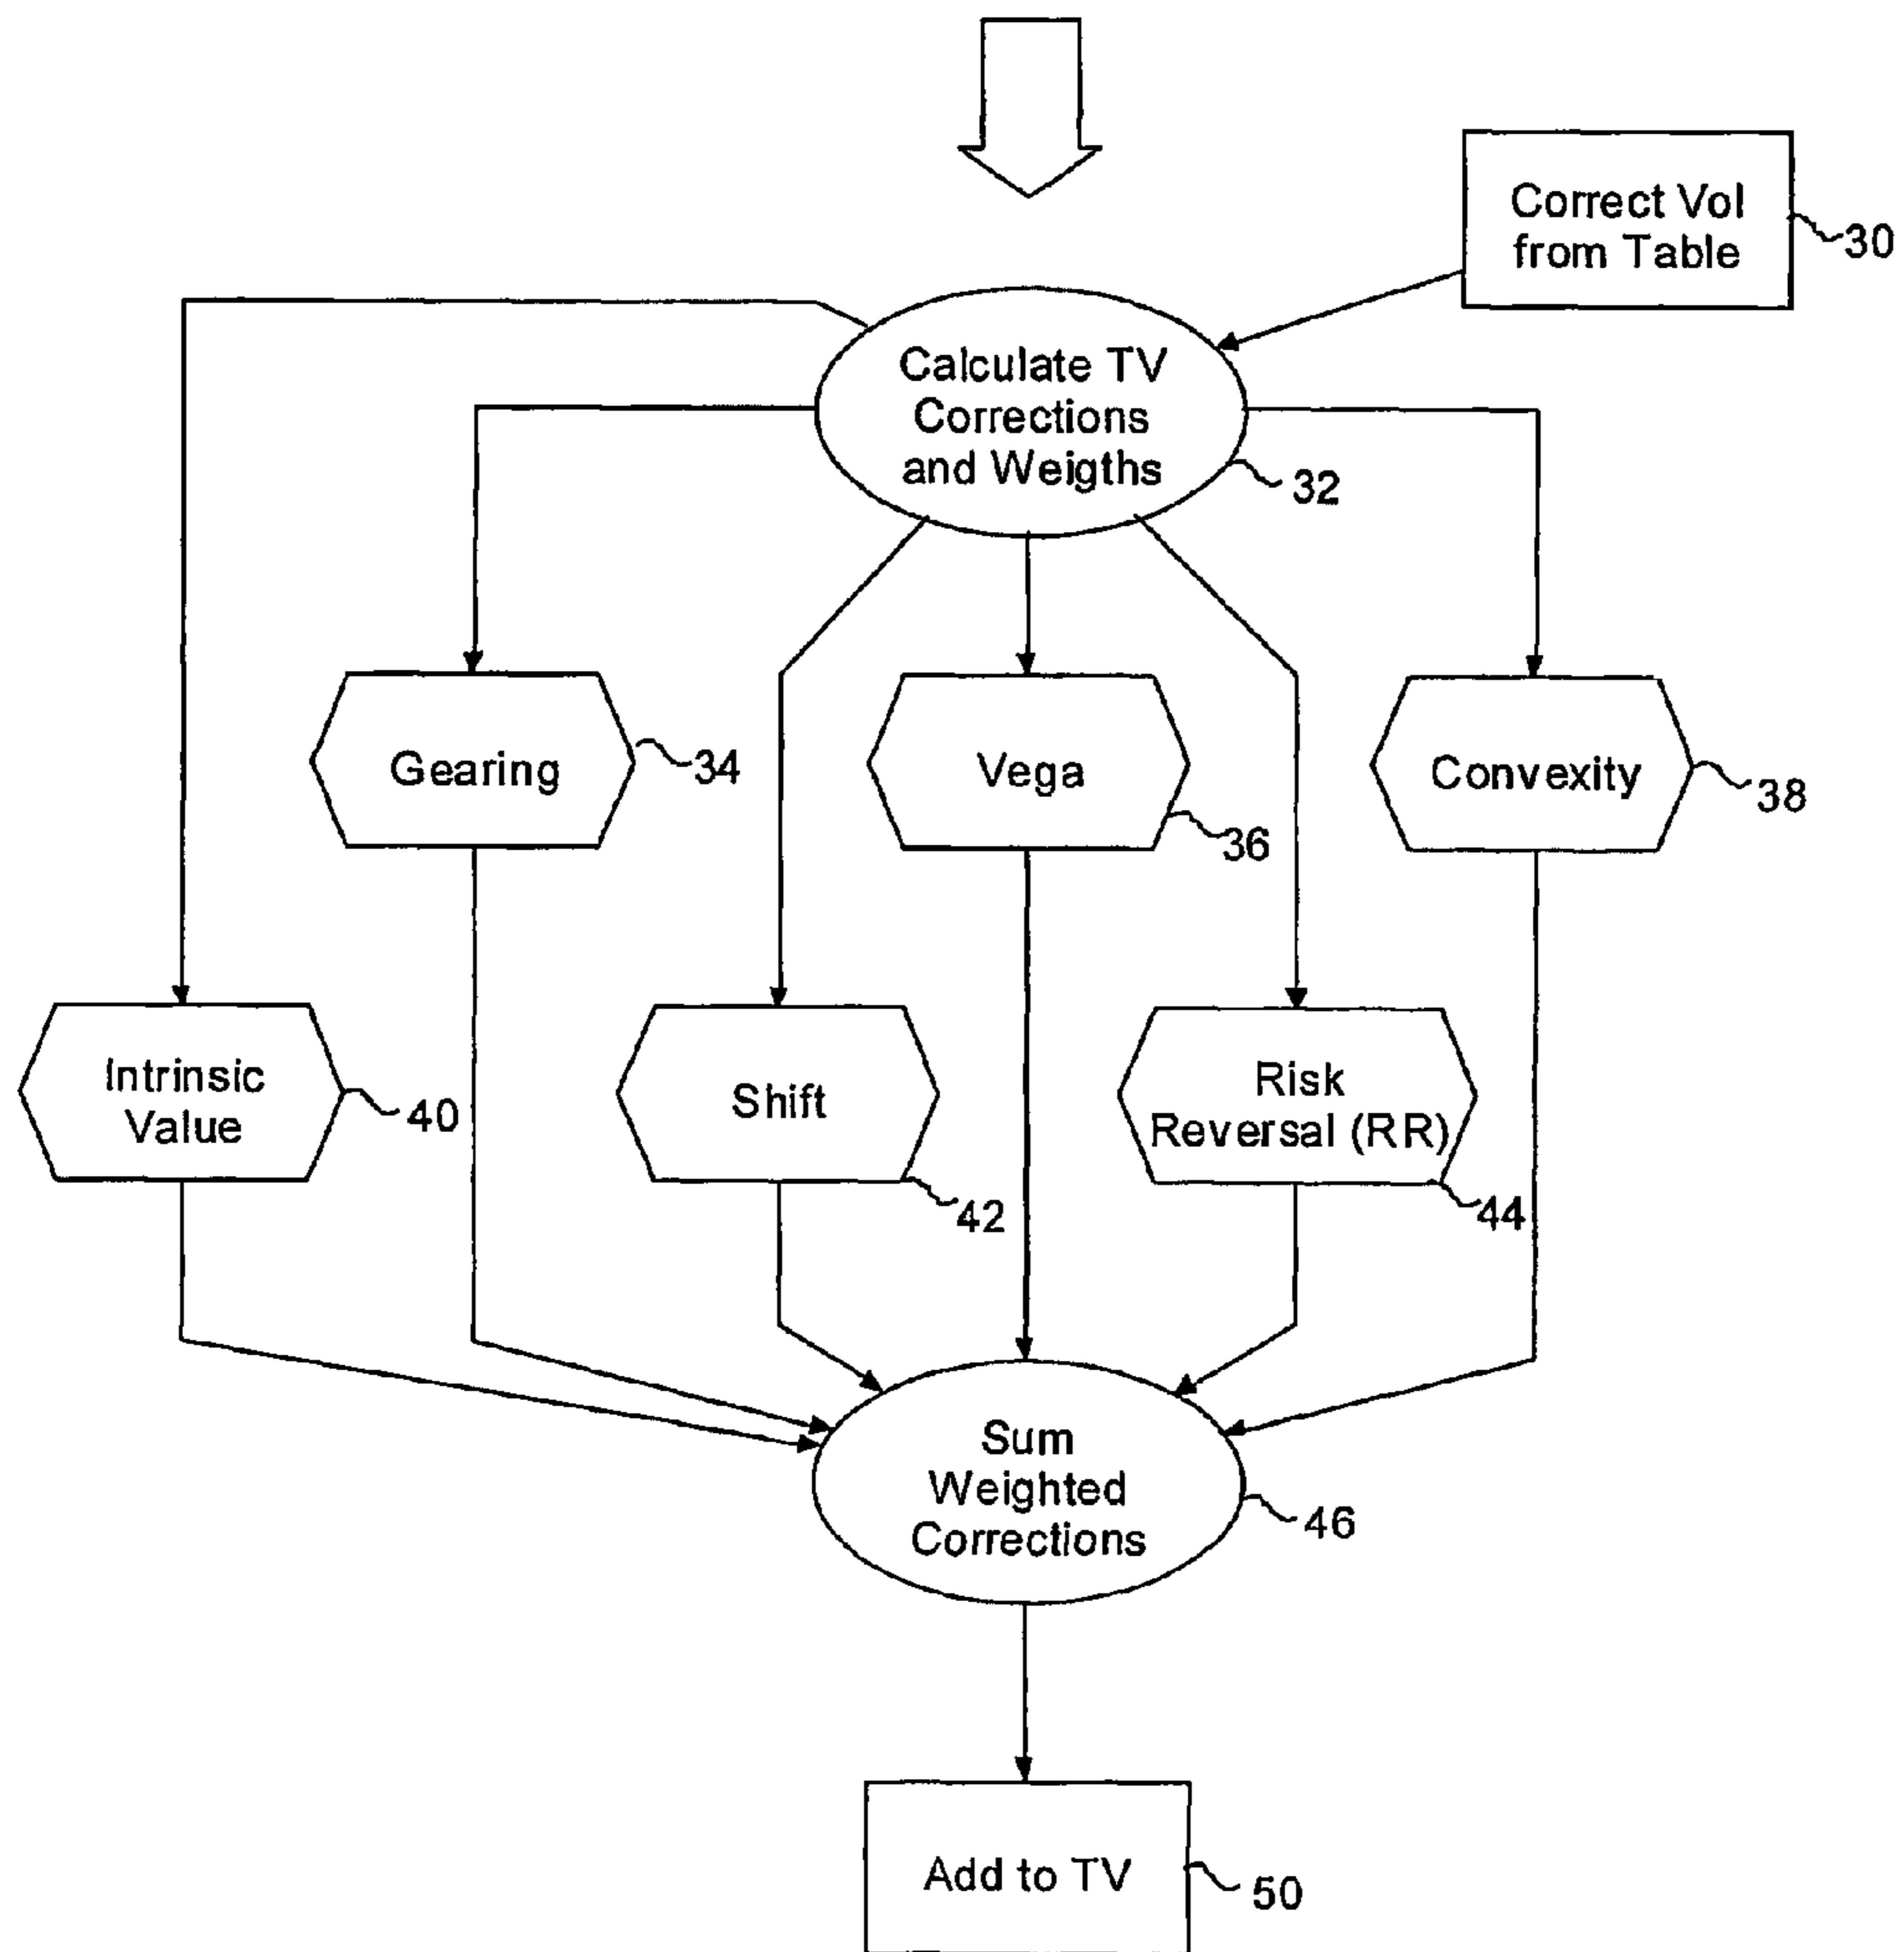 Correct Vol
from Table
30
Calculate TV
Corrections
and Weigths
32
Gearing
34
Vega
36
Convexity
38
Intrinsic
Value
40
Shift
42
Risk
Reversal (RR)
44
Sum
Weighted
Corrections
46
Add to TV
50